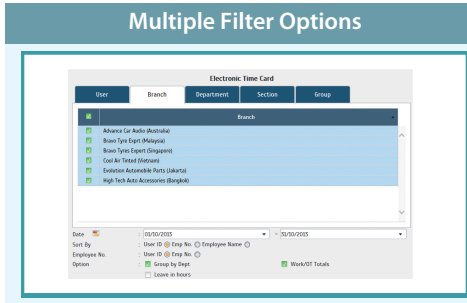 Multiple Filter Options
Electronic Time Card
User Branch Department Section Group
Branch
Advance Car Audio (Australia)
Bravo Tyre Exprt (Malaysia)
Bravo Tyres Export (Singapore)
Cool Air Tinted (Vietnam)
Evolution Automobile Parts (Jakarta)
High Tech Auto Accessories (Bangkok)
Date : 01/10/2013 - 31/10/2013
Sort By : User ID Emp No. Employee Name
Employee No. : User ID Emp No.
Option : Group by Dept Work/OT Totals
Leave in hours